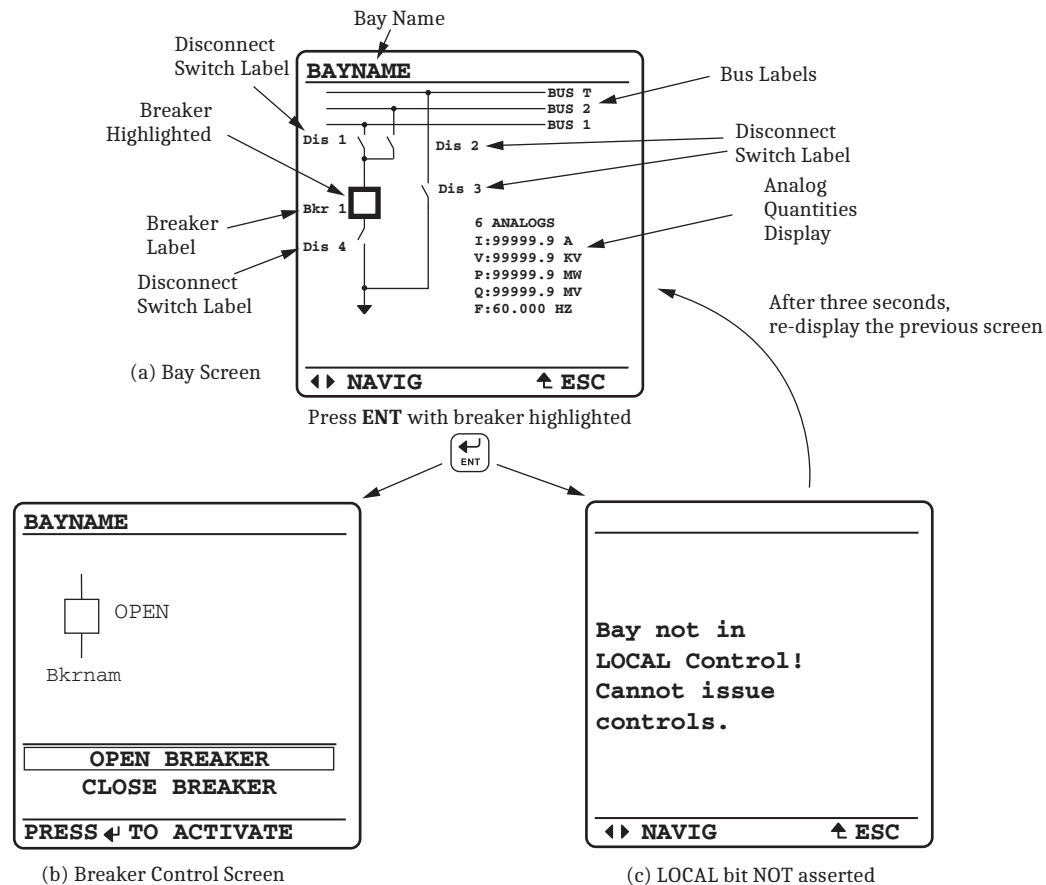 Bay Name
Disconnect
Switch Label
BAYNAME
Bus Labels
BUS T
BUS 2
BUS 1
Breaker
Highlighted
Dis 1
Dis 2
Disconnect
Switch Label
Dis 3
Breaker
Label
Bkr 1
Analog
Quantities
Display
6 ANALOGS
I:99999.9 A
V:99999.9 KV
P:99999.9 MW
Q:99999.9 MV
F:60.000 HZ
Dis 4
Disconnect
Switch Label
After three seconds,
re-display the previous screen
(a) Bay Screen
NAVIG ESC
Press ENT with breaker highlighted
ENT
BAYNAME
OPEN
Bkrnam
OPEN BREAKER
CLOSE BREAKER
PRESS TO ACTIVATE
(b) Breaker Control Screen
Bay not in
LOCAL Control!
Cannot issue
controls.
NAVIG ESC
(c) LOCAL bit NOT asserted